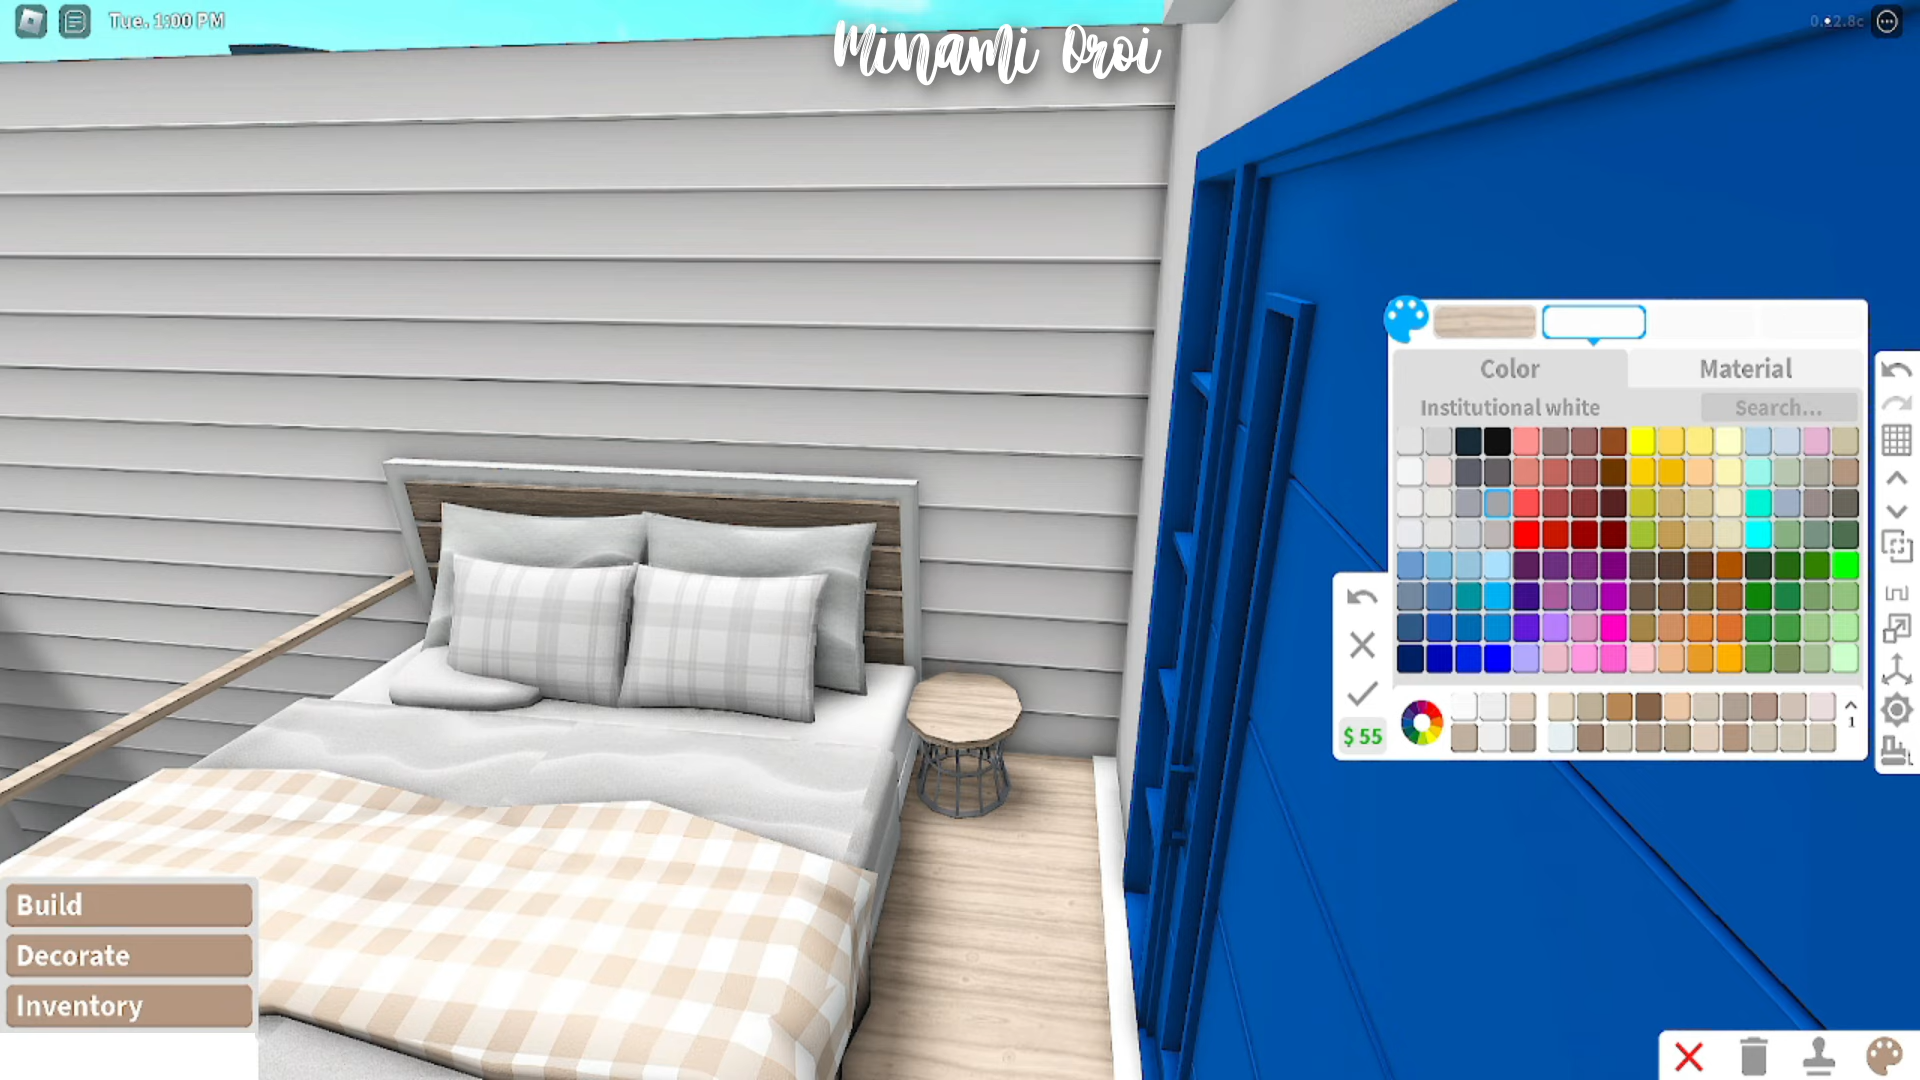 Tue. 1:00 PM
Minami Oroi
Color
Material
Institutional white
Search...
$ 55
1
Build
Decorate
Inventory